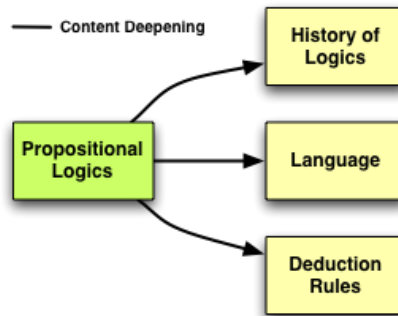 Content Deepening
History of
Logics
Propositional
Logics
Language
Deduction
Rules